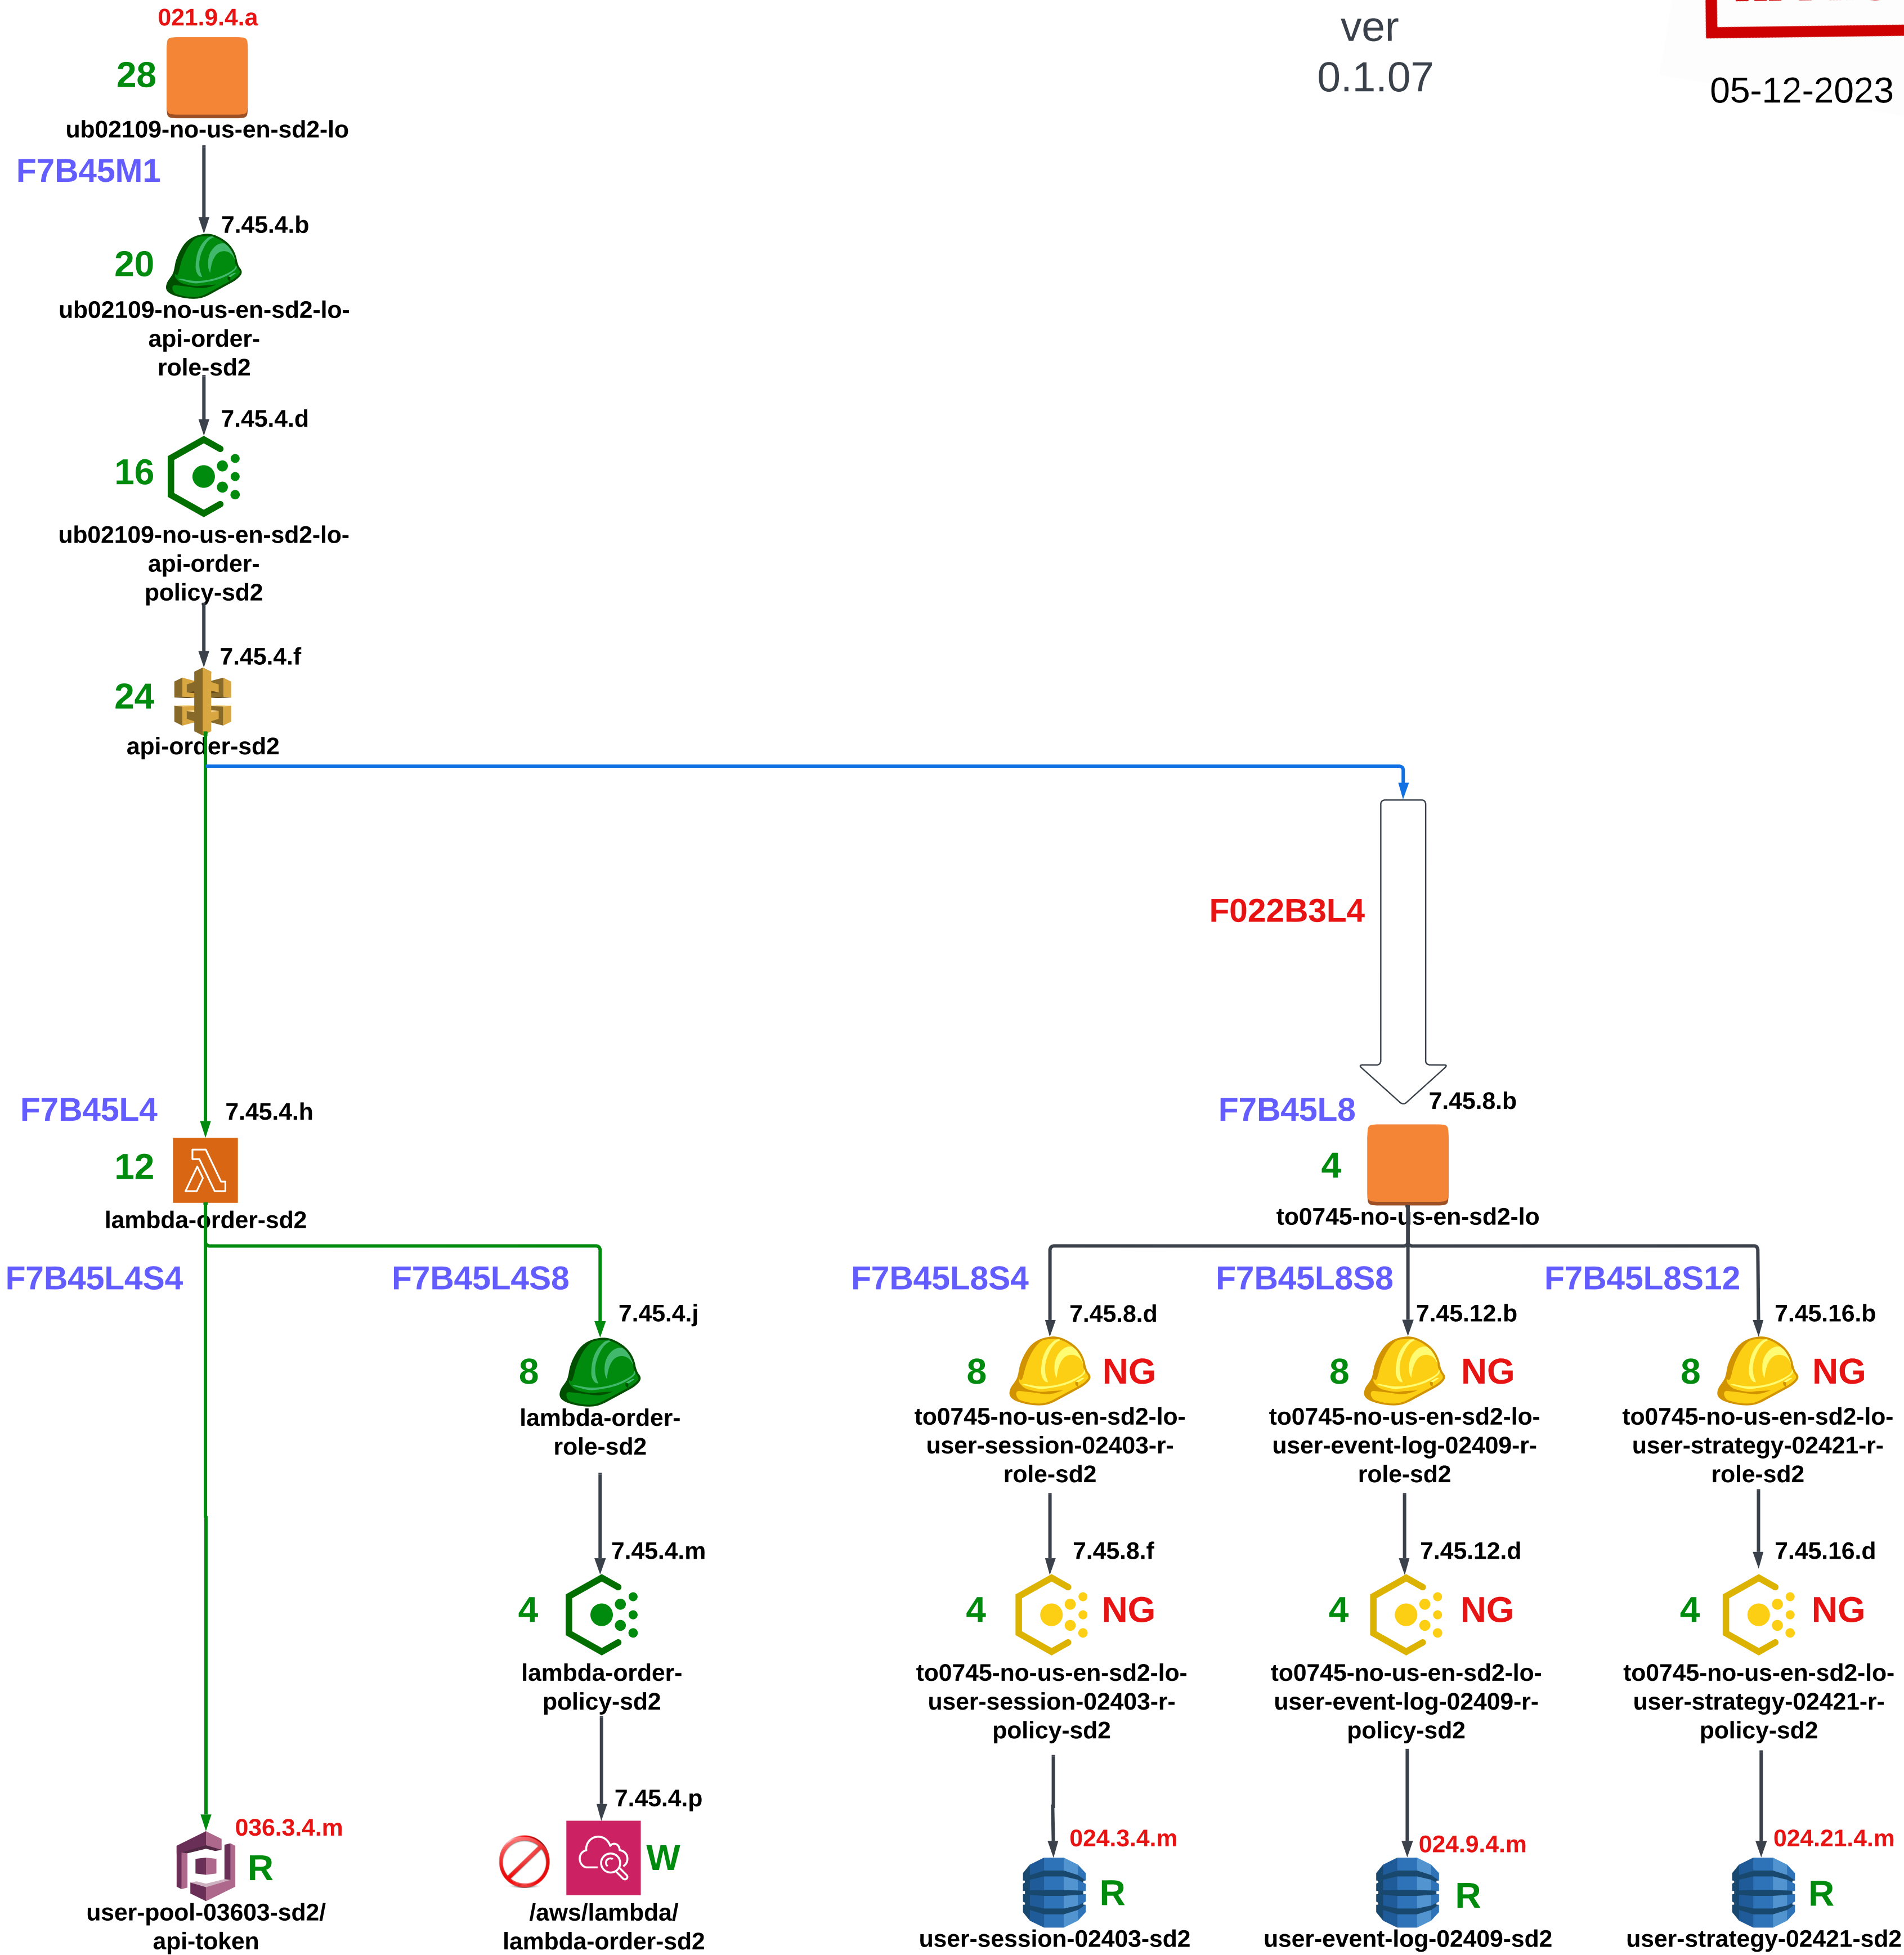 021.9.4.a
28
ub02109-no-us-en-sd2-lo
ver
0.1.07
05-12-2023
F7B45M1
7.45.4.b
20
ub02109-no-us-en-sd2-lo-
api-order-
role-sd2
7.45.4.d
16
ub02109-no-us-en-sd2-lo-
api-order-
policy-sd2
7.45.4.f
24
api-order-sd2
F022B3L4
F7B45L4
7.45.4.h
12
lambda-order-sd2
F7B45L8
7.45.8.b
4
to0745-no-us-en-sd2-lo
F7B45L4S4
F7B45L4S8
7.45.4.j
8
lambda-order-
role-sd2
7.45.4.m
4
lambda-order-
policy-sd2
7.45.4.p
W
/aws/lambda/
lambda-order-sd2
036.3.4.m
R
user-pool-03603-sd2/
api-token
F7B45L8S4
7.45.8.d
8
NG
to0745-no-us-en-sd2-lo-
user-session-02403-r-
role-sd2
7.45.8.f
4
NG
to0745-no-us-en-sd2-lo-
user-session-02403-r-
policy-sd2
024.3.4.m
R
user-session-02403-sd2
F7B45L8S8
7.45.12.b
8
NG
to0745-no-us-en-sd2-lo-
user-event-log-02409-r-
role-sd2
7.45.12.d
4
NG
to0745-no-us-en-sd2-lo-
user-event-log-02409-r-
policy-sd2
024.9.4.m
R
user-event-log-02409-sd2
F7B45L8S12
7.45.16.b
8
NG
to0745-no-us-en-sd2-lo-
user-strategy-02421-r-
role-sd2
7.45.16.d
4
NG
to0745-no-us-en-sd2-lo-
user-strategy-02421-r-
policy-sd2
024.21.4.m
R
user-strategy-02421-sd2